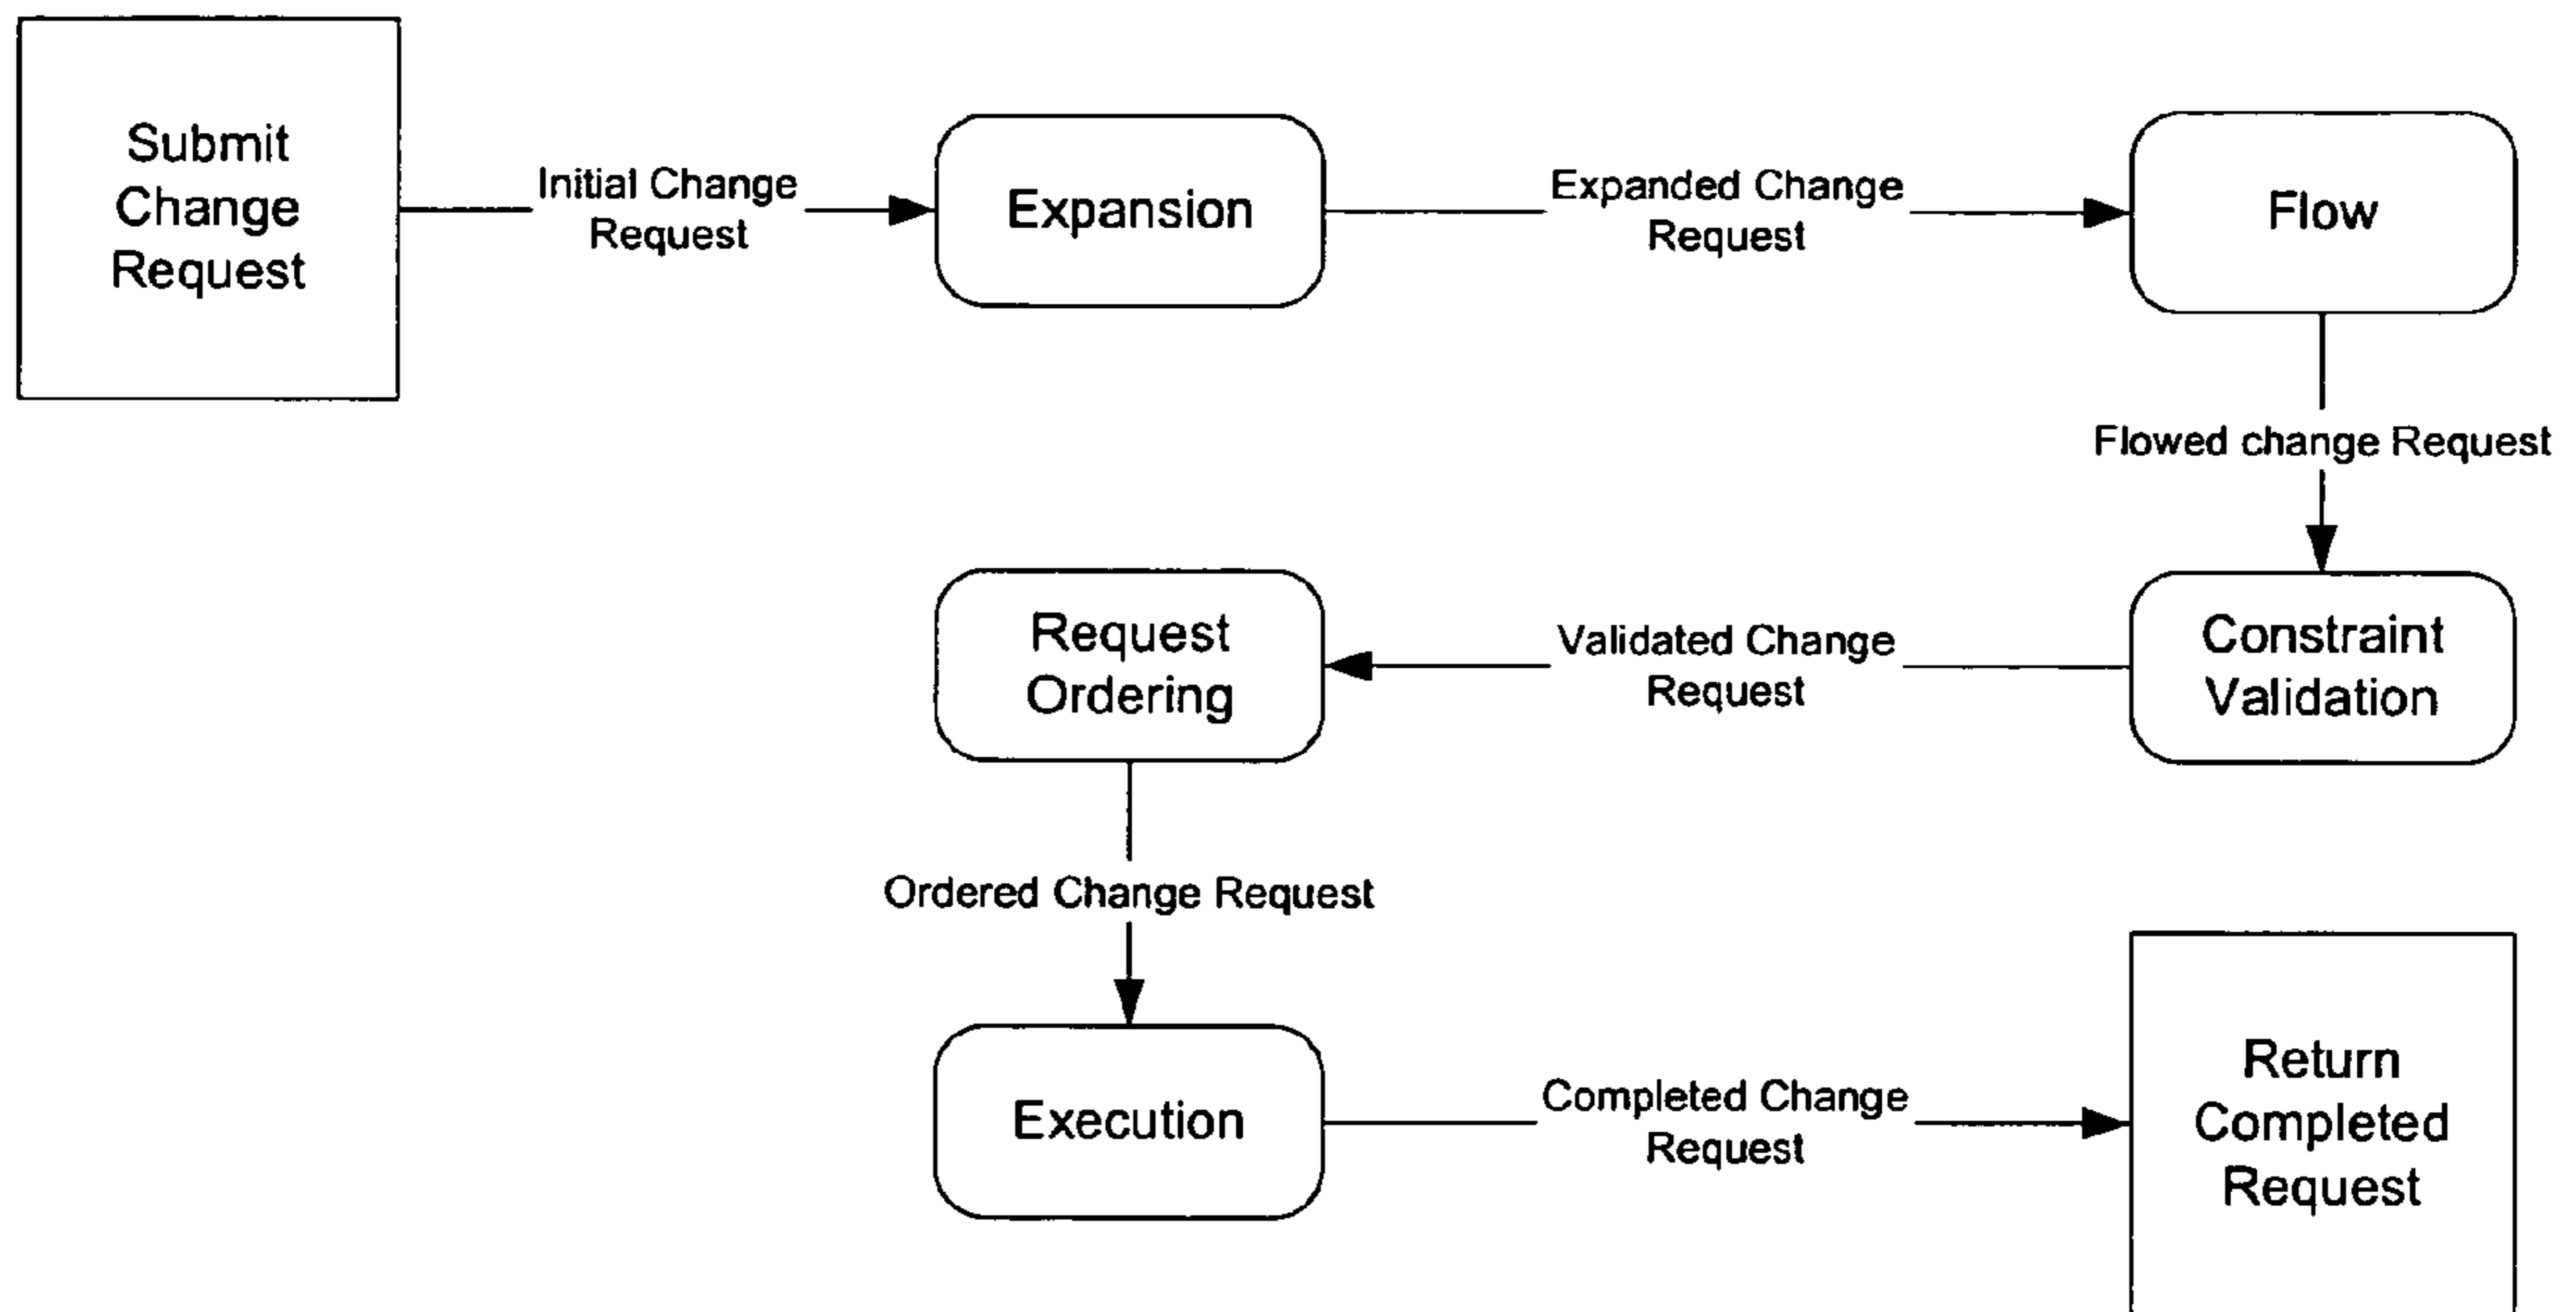 Submit
Change
Request
Initial Change
Request
Expansion
Expanded Change
Request
Flow
Flowed change Request
Constraint
Validation
Validated Change
Request
Request
Ordering
Ordered Change Request
Execution
Completed Change
Request
Return
Completed
Request